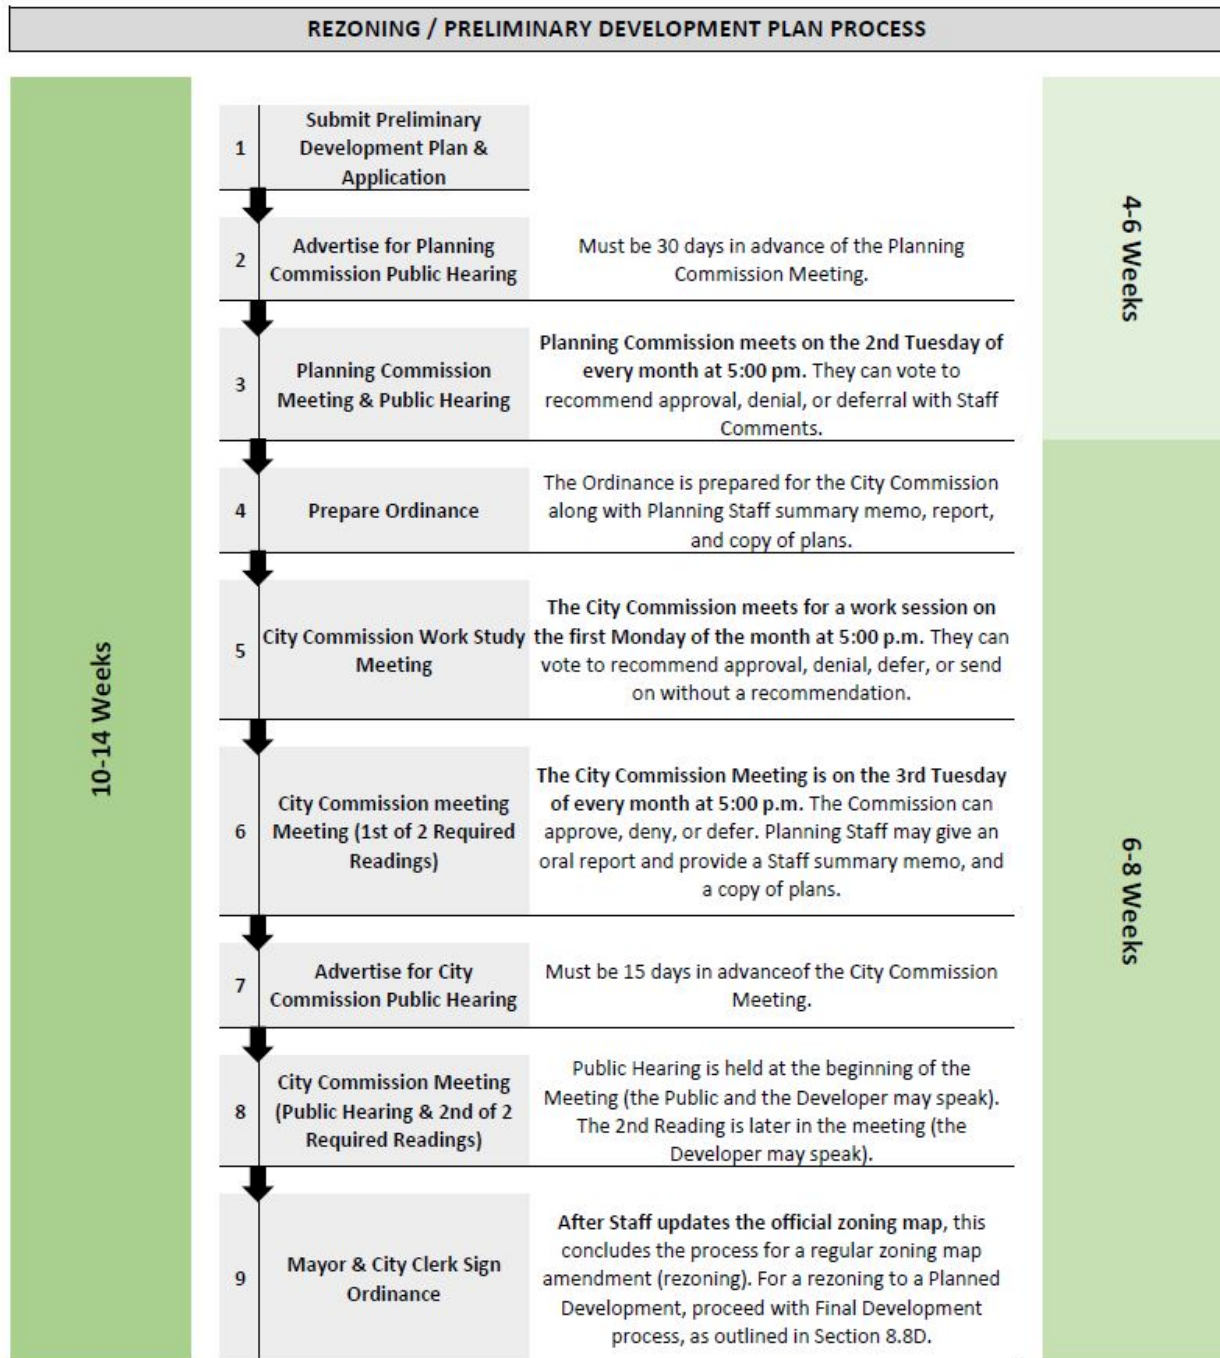 REZONING / PRELIMINARY DEVELOPMENT PLAN PROCESS
10-14 Weeks
4-6 Weeks
1
Submit Preliminary
Development Plan &
Application
2
Advertise for Planning
Commission Public Hearing
Must be 30 days in advance of the Planning
Commission Meeting.
3
Planning Commission
Meeting & Public Hearing
Planning Commission meets on the 2nd Tuesday of
every month at 5:00 pm. They can vote to
recommend approval, denial, or deferral with Staff
Comments.
6-8 Weeks
4
Prepare Ordinance
The Ordinance is prepared for the City Commission
along with Planning Staff summary memo, report,
and copy of plans.
5
City Commission Work Study
Meeting
The City Commission meets for a work session on
the first Monday of the month at 5:00 p.m. They can
vote to recommend approval, denial, defer, or send
on without a recommendation.
6
City Commission meeting
Meeting (1st of 2 Required
Readings)
The City Commission Meeting is on the 3rd Tuesday
of every month at 5:00 p.m. The Commission can
approve, deny, or defer. Planning Staff may give an
oral report and provide a Staff summary memo, and
a copy of plans.
7
Advertise for City
Commission Public Hearing
Must be 15 days in advanceof the City Commission
Meeting.
8
City Commission Meeting
(Public Hearing & 2nd of 2
Required Readings)
Public Hearing is held at the beginning of the
Meeting (the Public and the Developer may speak).
The 2nd Reading is later in the meeting (the
Developer may speak).
9
Mayor & City Clerk Sign
Ordinance
After Staff updates the official zoning map, this
concludes the process for a regular zoning map
amendment (rezoning). For a rezoning to a Planned
Development, proceed with Final Development
process, as outlined in Section 8.8D.